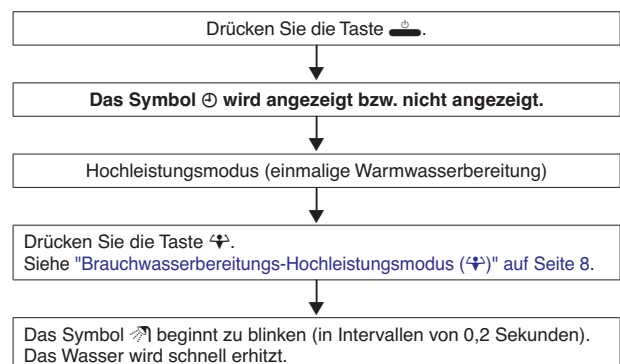 Drücken Sie die Taste ⏻.
Das Symbol ⏲ wird angezeigt bzw. nicht angezeigt.
Hochleistungsmodus (einmalige Warmwasserbereitung)
Drücken Sie die Taste.
Siehe "Brauchwasserbereitungs-Hochleistungsmodus ()" auf Seite 8.
Das Symbol beginnt zu blinken (in Intervallen von 0,2 Sekunden).
Das Wasser wird schnell erhitzt.